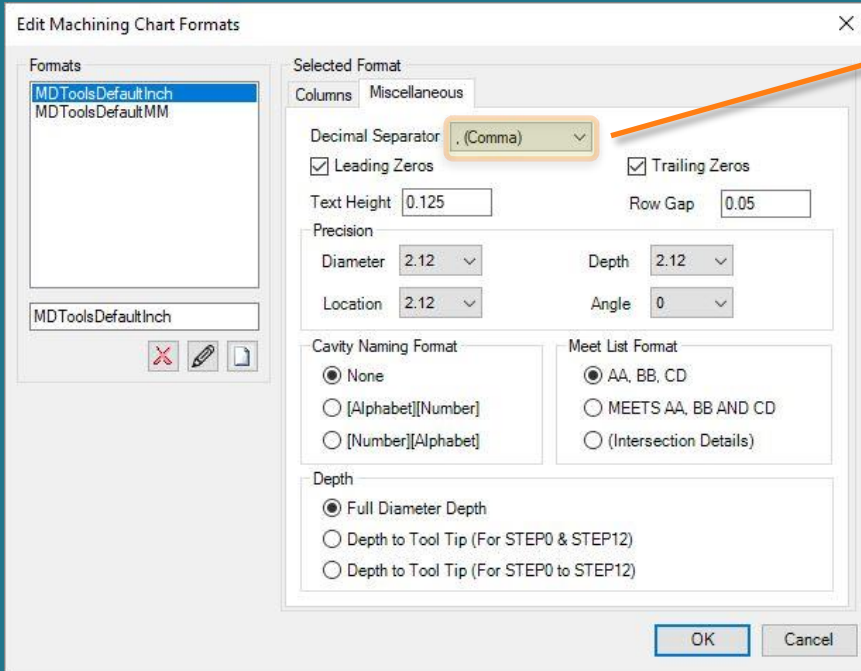 Edit Machining Chart Formats
Formats
MDToolsDefaultInch
MDToolsDefaultMM
MDToolsDefaultInch
Selected Format
Columns Miscellaneous
Decimal Separator , (Comma)
Leading Zeros Trailing Zeros
Text Height 0.125 Row Gap 0.05
Precision
Diameter 2.12 Depth 2.12
Location 2.12 Angle 0
Cavity Naming Format
None
[Alphabet][Number]
[Number][Alphabet]
Meet List Format
AA, BB, CD
MEETS AA, BB AND CD
(Intersection Details)
Depth
Full Diameter Depth
Depth to Tool Tip (For STEP0 & STEP12)
Depth to Tool Tip (For STEP0 to STEP12)
OK Cancel